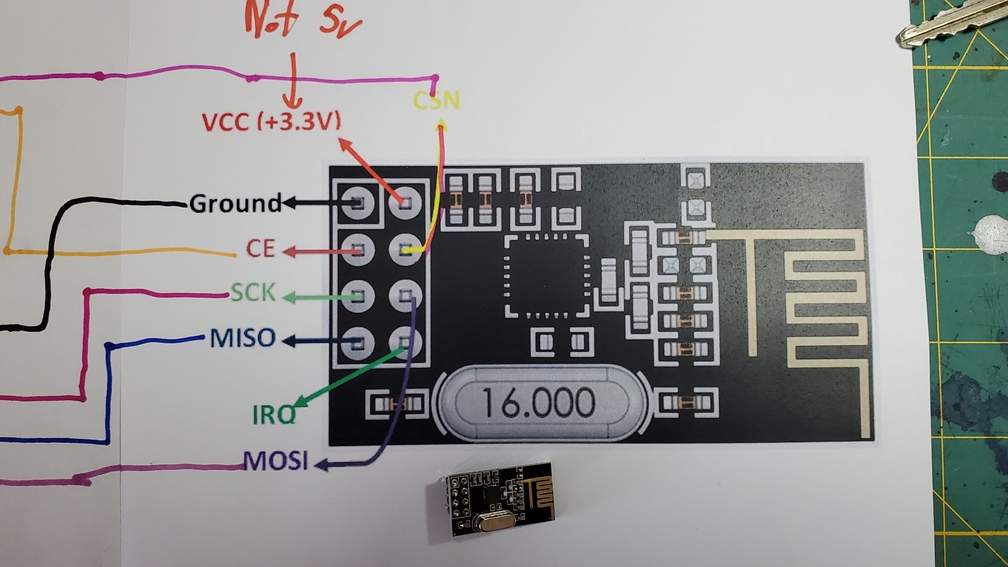 Not 5v
CSN
VCC (+3.3V)
Ground
CE
SCK
MISO
16.000
IRQ
MOSI